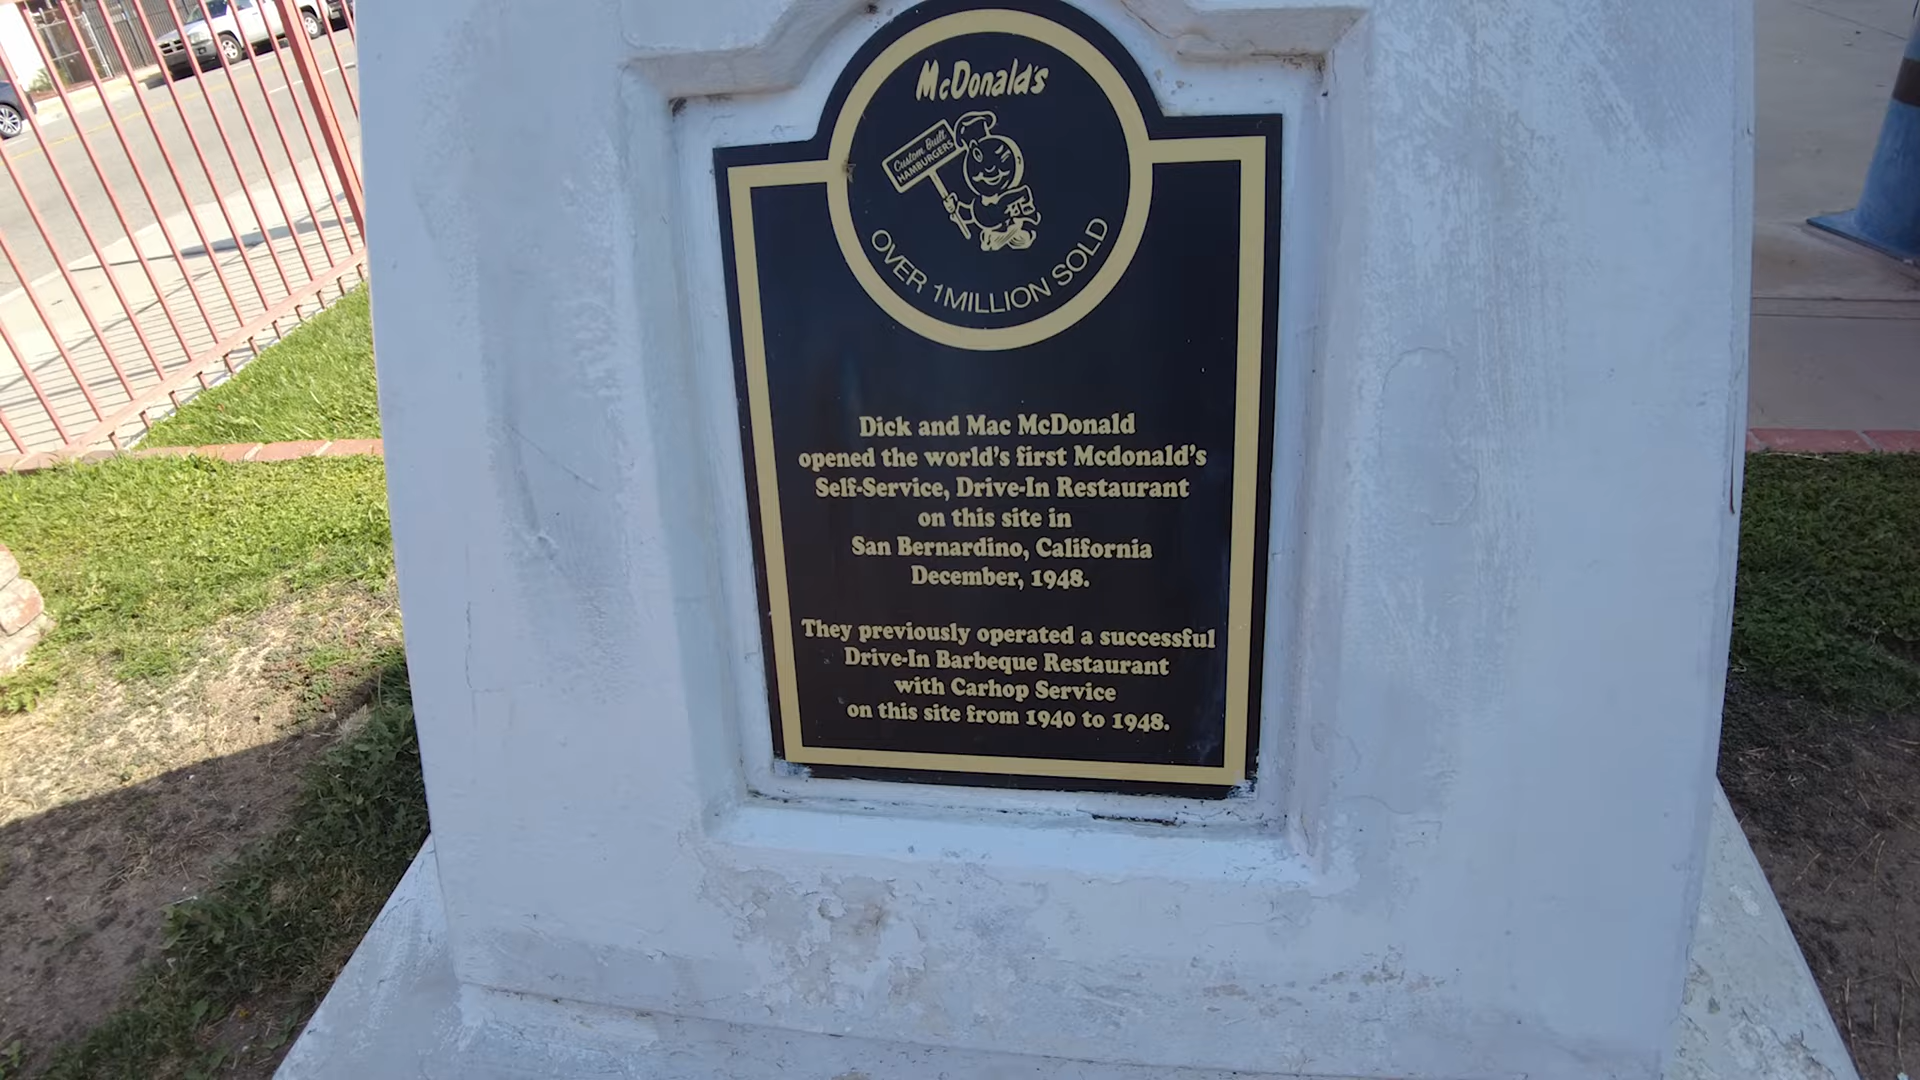 McDonald's
Custom Built
HAMBURGERS
OVER 1 MILLION SOLD
Dick and Mac McDonald
opened the world's first Mcdonald's
Self-Service, Drive-In Restaurant
on this site in
San Bernardino, California
December, 1948.
They previously operated a successful
Drive-In Barbeque Restaurant
with Carhop Service
on this site from 1940 to 1948.